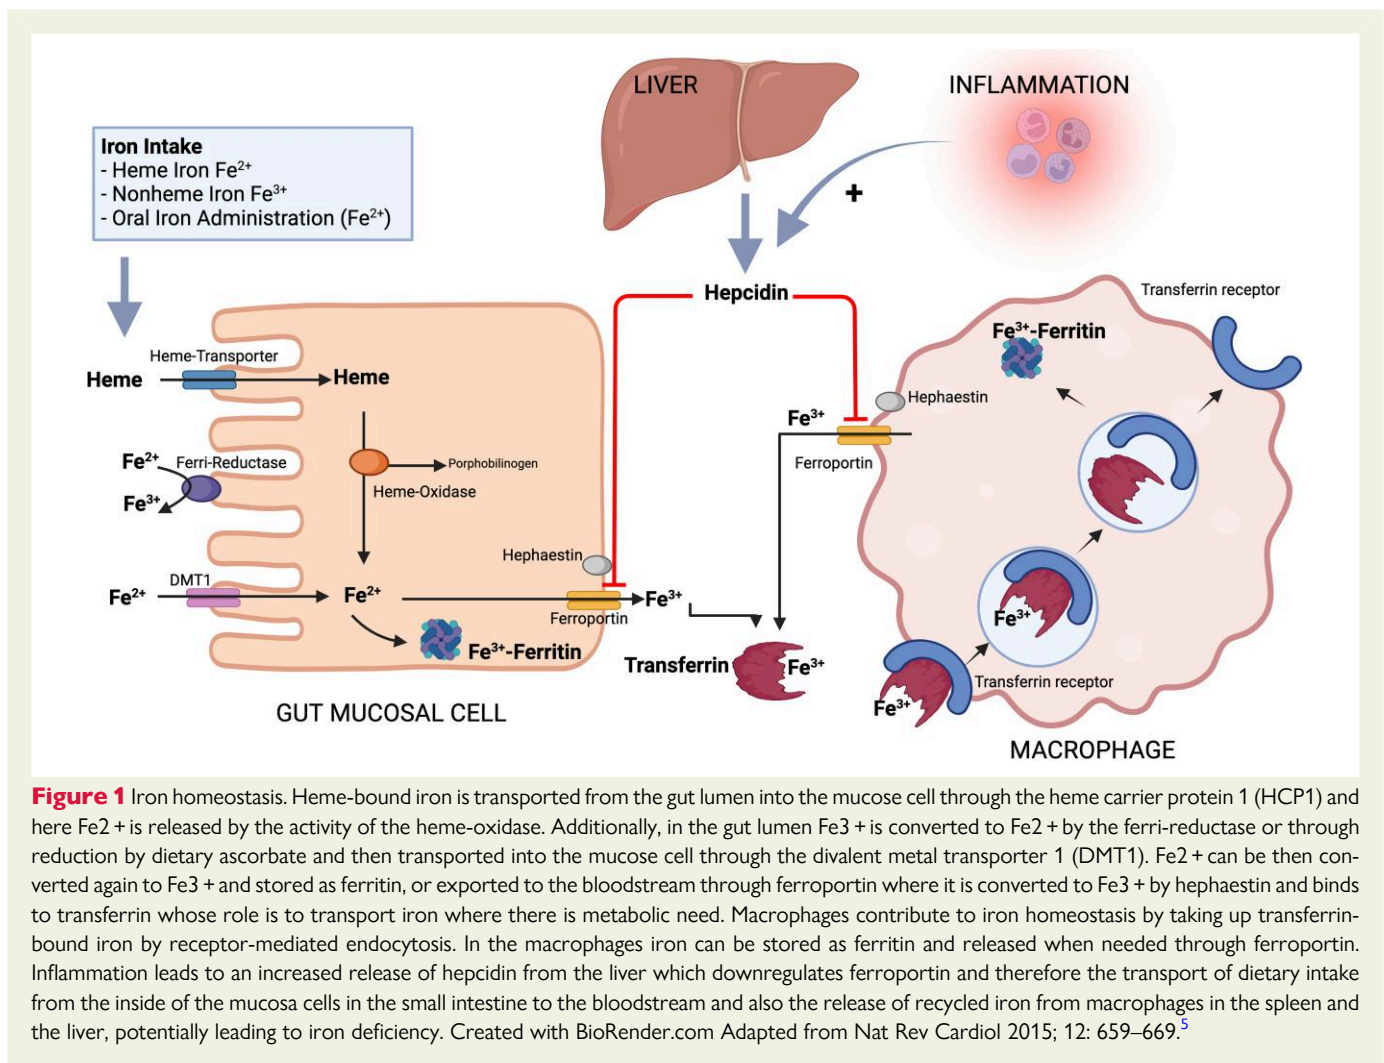 LIVER
INFLAMMATION
Iron Intake
- Heme Iron Fe²⁺
- Nonheme Iron Fe³⁺
- Oral Iron Administration (Fe²⁺)
+
Hepcidin
Transferrin receptor
Fe³⁺-Ferritin
Heme-Transporter
Heme
Heme
Hephaestin
Fe³⁺
Ferroportin
Fe²⁺
Ferri-Reductase
Fe³⁺
Porphobilinogen
Heme-Oxidase
Hephaestin
DMT1
Fe²⁺
Fe²⁺
Fe³⁺
Ferroportin
Fe³⁺-Ferritin
Transferrin
Fe³⁺
Fe³⁺
Transferrin receptor
Fe³⁺
GUT MUCOSAL CELL
MACROPHAGE
Figure 1 Iron homeostasis. Heme-bound iron is transported from the gut lumen into the mucose cell through the heme carrier protein 1 (HCP1) and
here Fe2 + is released by the activity of the heme-oxidase. Additionally, in the gut lumen Fe3 + is converted to Fe2 + by the ferri-reductase or through
reduction by dietary ascorbate and then transported into the mucose cell through the divalent metal transporter 1 (DMT1). Fe2 + can be then con-
verted again to Fe3 + and stored as ferritin, or exported to the bloodstream through ferroportin where it is converted to Fe3 + by hephaestin and binds
to transferrin whose role is to transport iron where there is metabolic need. Macrophages contribute to iron homeostasis by taking up transferrin-
bound iron by receptor-mediated endocytosis. In the macrophages iron can be stored as ferritin and released when needed through ferroportin.
Inflammation leads to an increased release of hepcidin from the liver which downregulates ferroportin and therefore the transport of dietary intake
from the inside of the mucosa cells in the small intestine to the bloodstream and also the release of recycled iron from macrophages in the spleen and
the liver, potentially leading to iron deficiency. Created with BioRender.com Adapted from Nat Rev Cardiol 2015; 12: 659–669.⁵